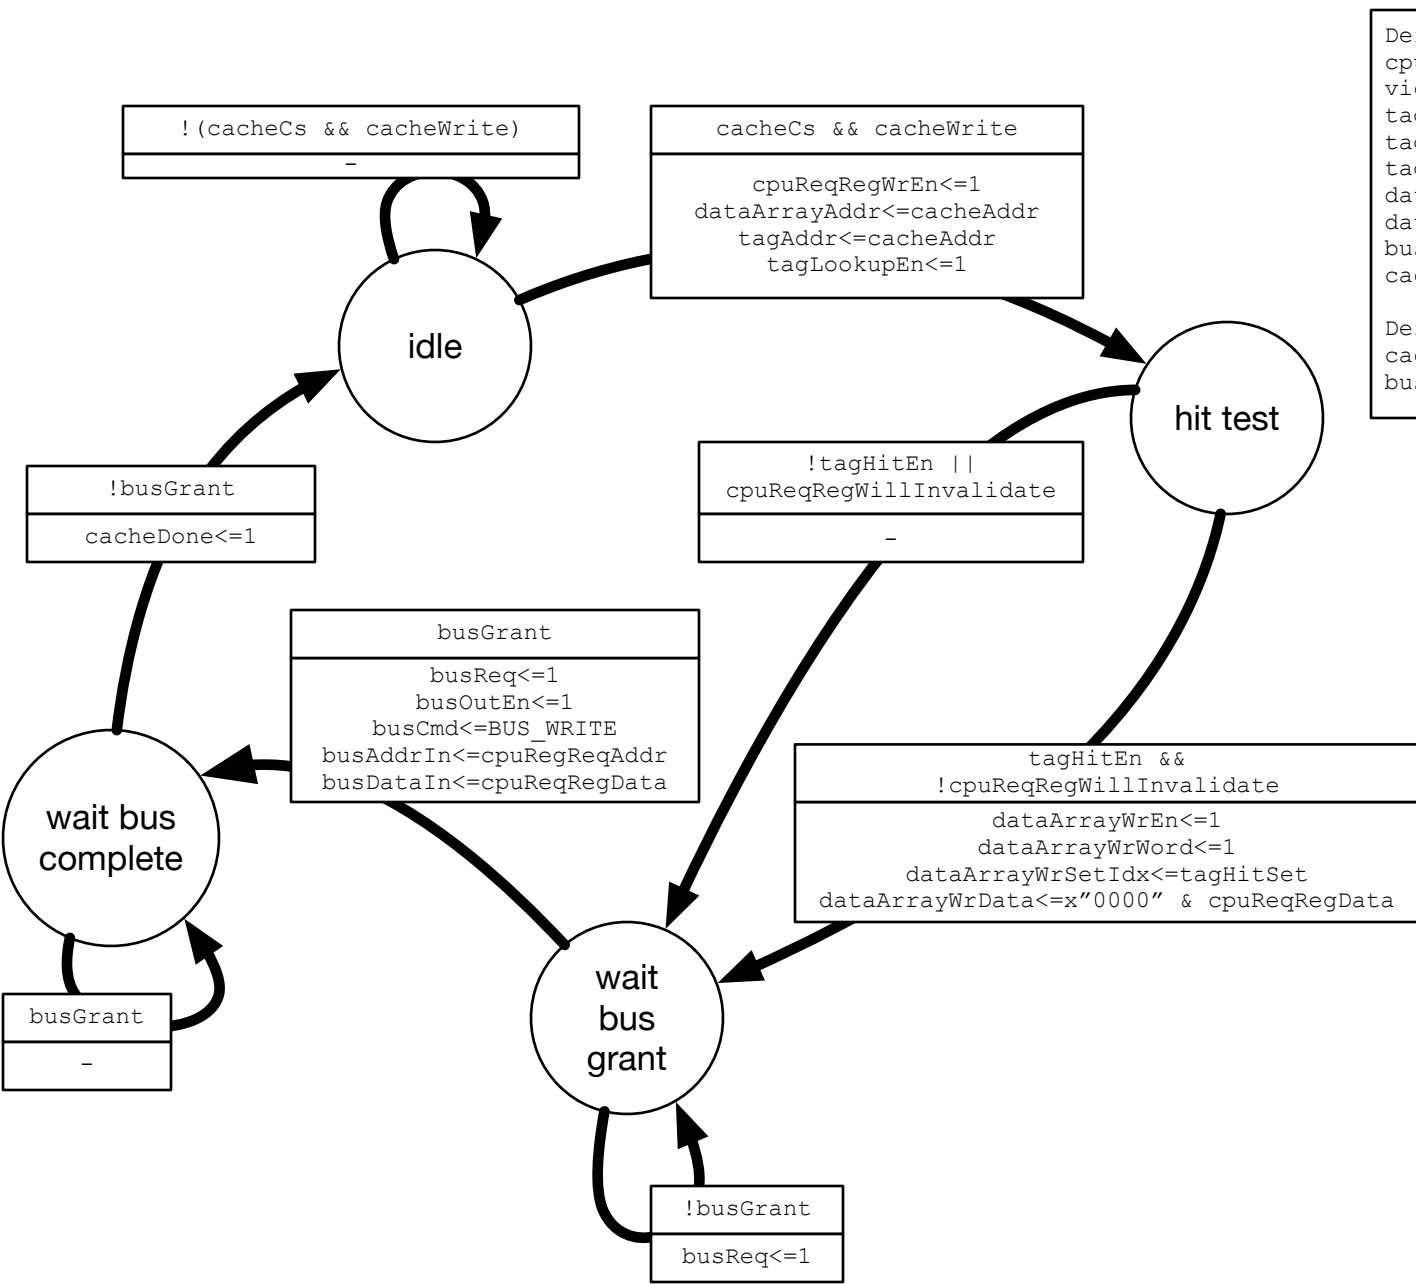 !(cacheCs && cacheWrite)
-
cacheCs && cacheWrite
cpuReqRegWrEn<=1
dataArrayAddr<=cacheAddr
tagAddr<=cacheAddr
tagLookupEn<=1
idle
hit test
!tagHitEn ||
cpuReqRegWillInvalidate
-
!busGrant
cacheDone<=1
busGrant
busReq<=1
busOutEn<=1
busCmd<=BUS_WRITE
busAddrIn<=cpuRegReqAddr
busDataIn<=cpuReqRegData
tagHitEn &&
!cpuReqRegWillInvalidate
dataArrayWrEn<=1
dataArrayWrWord<=1
dataArrayWrSetIdx<=tagHitSet
dataArrayWrData<=x”0000” & cpuReqRegData
wait bus
complete
wait
bus
grant
busGrant
-
!busGrant
busReq<=1